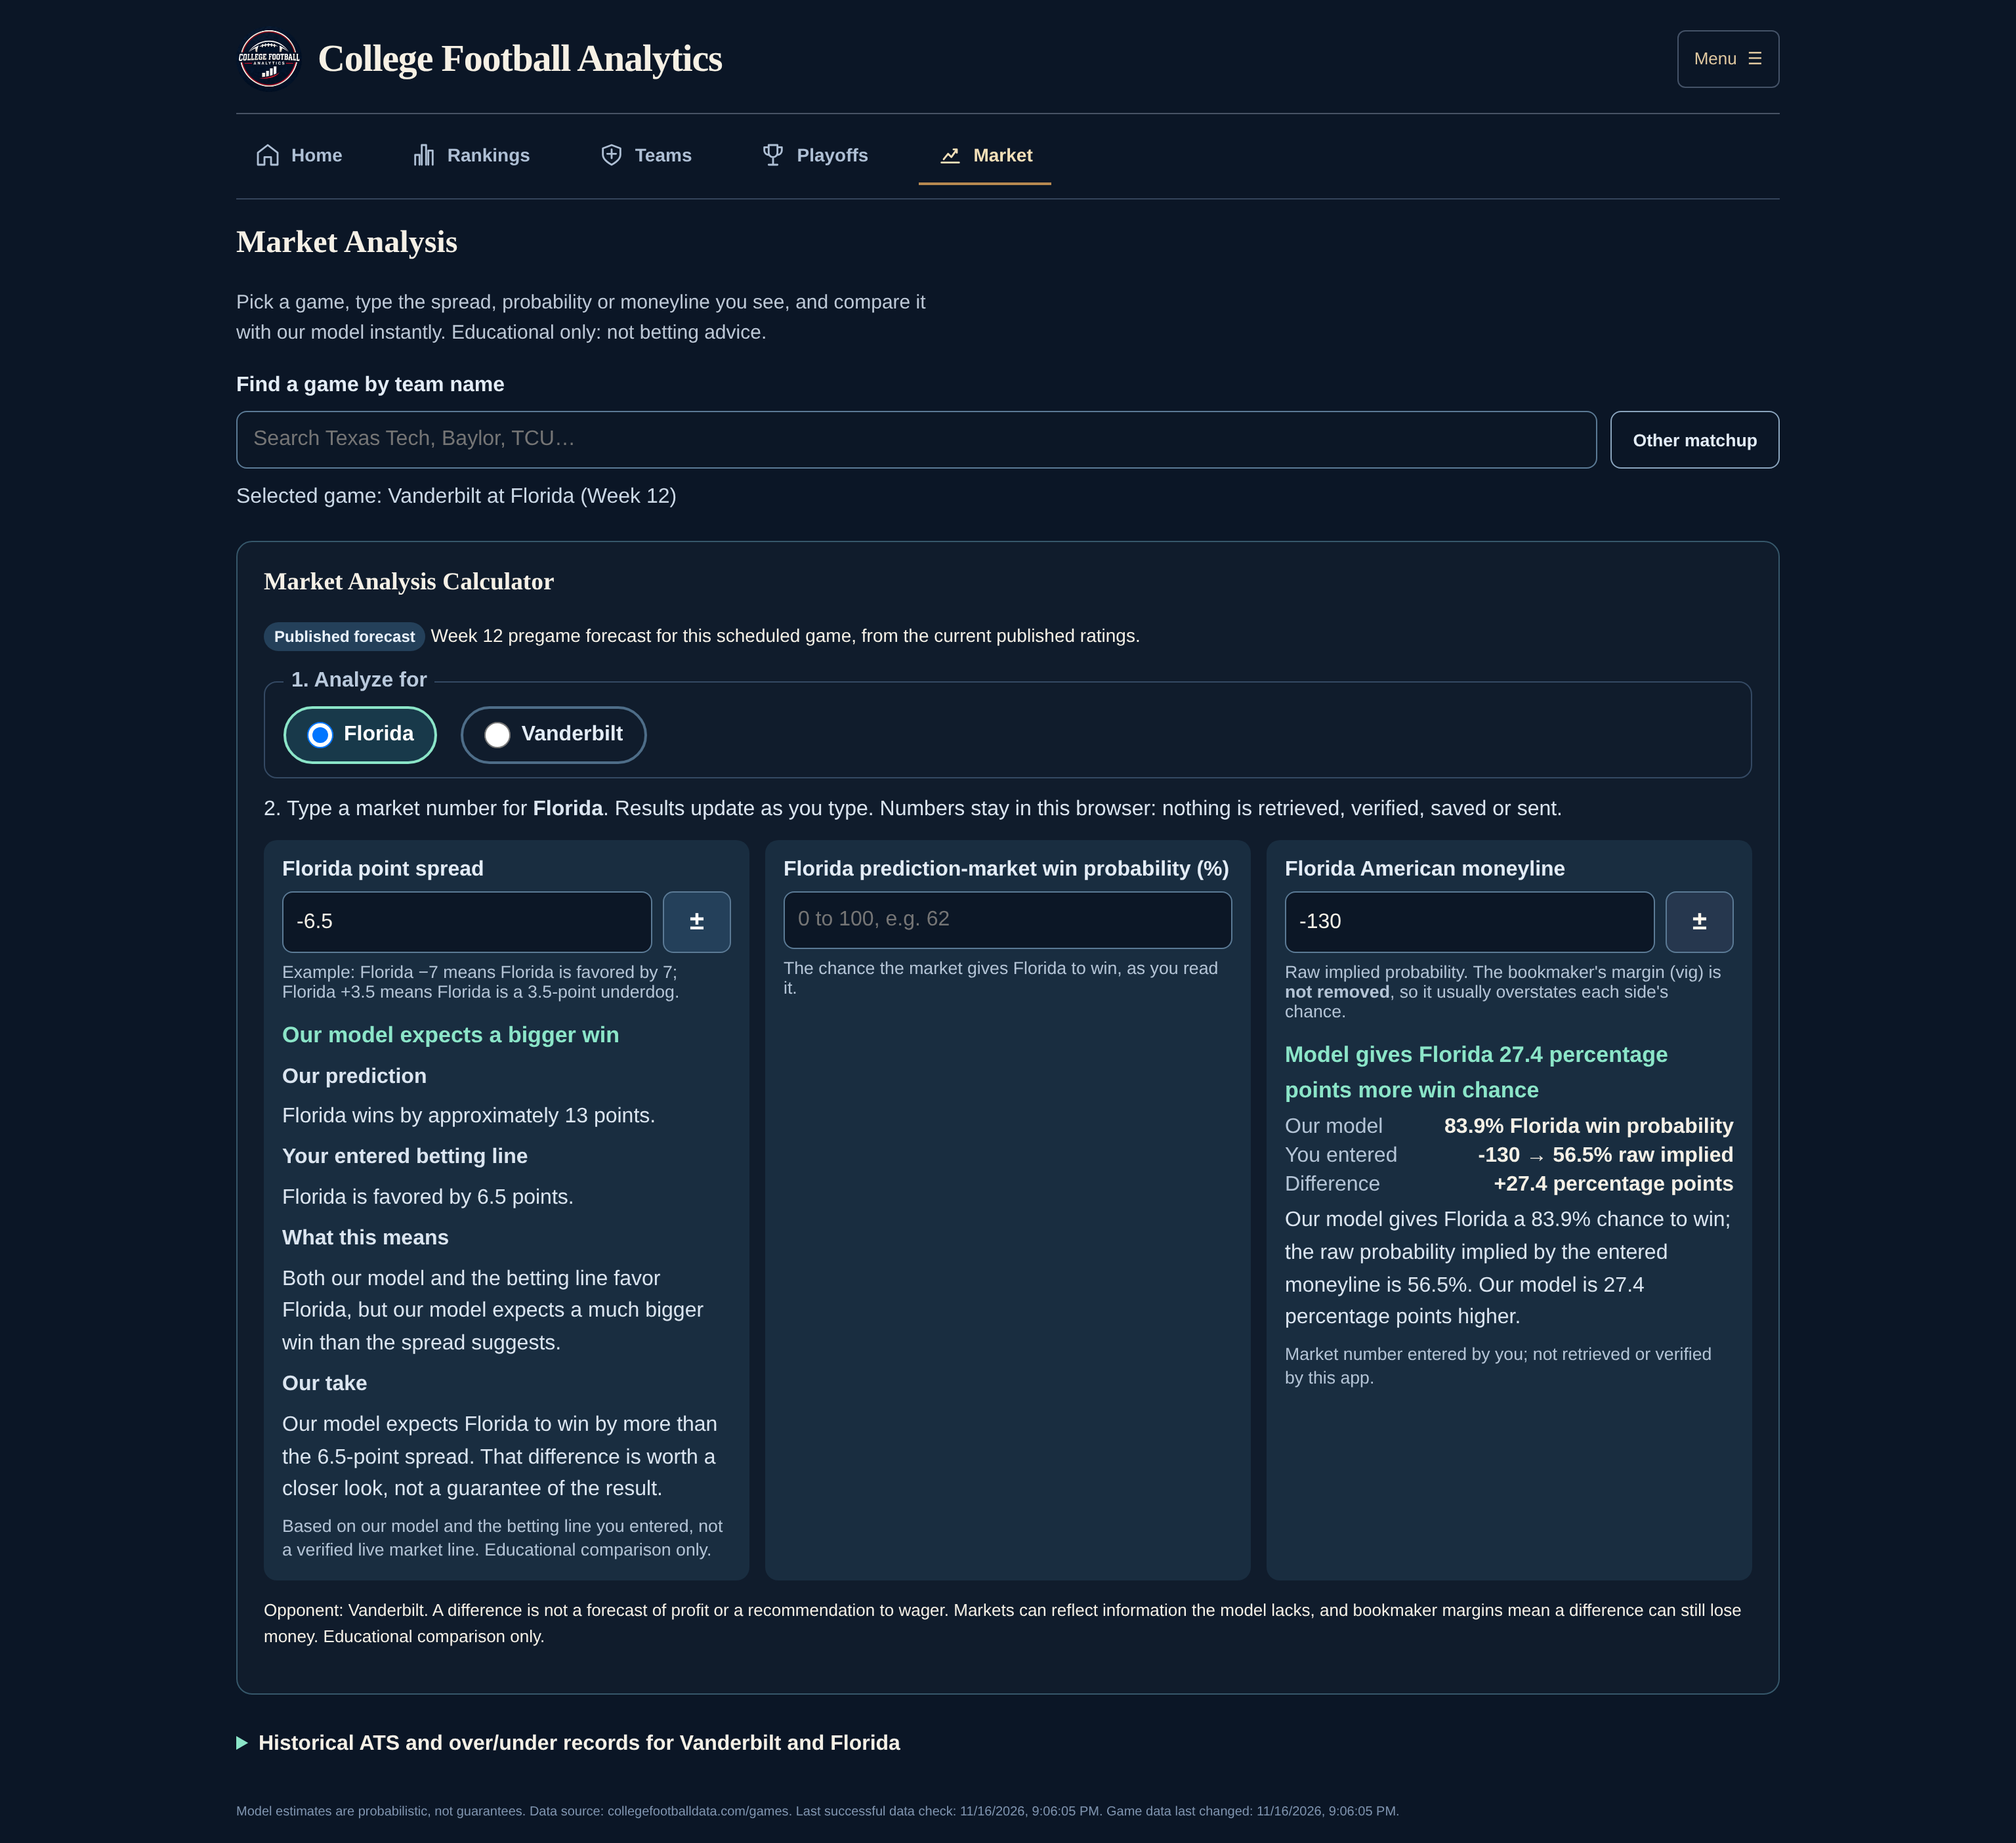 COLLEGE FOOTBALL
ANALYTICS
College Football Analytics
Menu ☰
Home
Rankings
Teams
Playoffs
Market
Market Analysis
Pick a game, type the spread, probability or moneyline you see, and compare it
with our model instantly. Educational only: not betting advice.
Find a game by team name
Search Texas Tech, Baylor, TCU…
Other matchup
Selected game: Vanderbilt at Florida (Week 12)
Market Analysis Calculator
Published forecast Week 12 pregame forecast for this scheduled game, from the current published ratings.
1. Analyze for
Florida
Vanderbilt
2. Type a market number for Florida. Results update as you type. Numbers stay in this browser: nothing is retrieved, verified, saved or sent.
Florida point spread
-6.5
±
Example: Florida −7 means Florida is favored by 7;
Florida +3.5 means Florida is a 3.5-point underdog.
Our model expects a bigger win
Our prediction
Florida wins by approximately 13 points.
Your entered betting line
Florida is favored by 6.5 points.
What this means
Both our model and the betting line favor
Florida, but our model expects a much bigger
win than the spread suggests.
Our take
Our model expects Florida to win by more than
the 6.5-point spread. That difference is worth a
closer look, not a guarantee of the result.
Based on our model and the betting line you entered, not
a verified live market line. Educational comparison only.
Florida prediction-market win probability (%)
0 to 100, e.g. 62
The chance the market gives Florida to win, as you read
it.
Florida American moneyline
-130
±
Raw implied probability. The bookmaker's margin (vig) is
not removed, so it usually overstates each side's
chance.
Model gives Florida 27.4 percentage
points more win chance
Our model 83.9% Florida win probability
You entered -130 → 56.5% raw implied
Difference +27.4 percentage points
Our model gives Florida a 83.9% chance to win;
the raw probability implied by the entered
moneyline is 56.5%. Our model is 27.4
percentage points higher.
Market number entered by you; not retrieved or verified
by this app.
Opponent: Vanderbilt. A difference is not a forecast of profit or a recommendation to wager. Markets can reflect information the model lacks, and bookmaker margins mean a difference can still lose
money. Educational comparison only.
Historical ATS and over/under records for Vanderbilt and Florida
Model estimates are probabilistic, not guarantees. Data source: collegefootballdata.com/games. Last successful data check: 11/16/2026, 9:06:05 PM. Game data last changed: 11/16/2026, 9:06:05 PM.